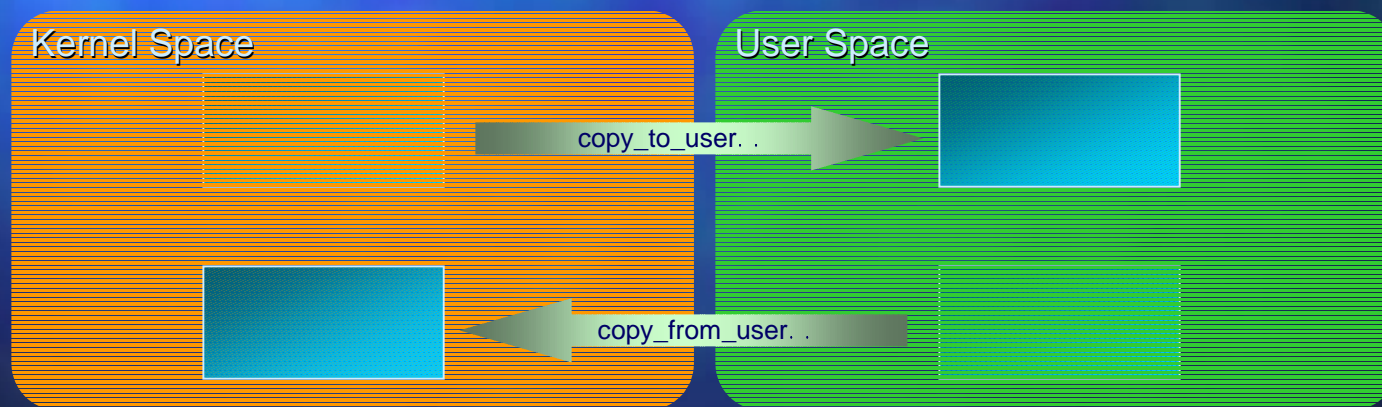 Kernel Space
User Space
copy_to_user. .
copy_from_user. .